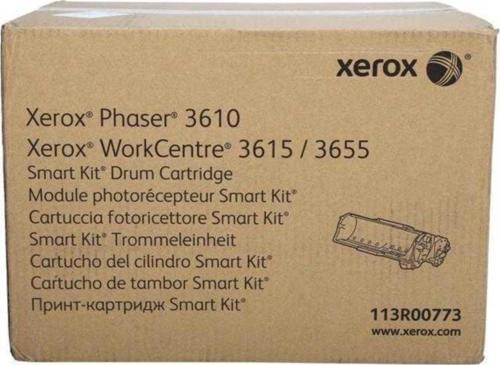 xerox
Xerox® Phaser® 3610
Xerox® WorkCentre® 3615 / 3655
Smart Kit® Drum Cartridge
Module photorécepteur Smart Kit®
Cartuccia fotoricettore Smart Kit®
Smart Kit® Trommeleinheit
Cartucho del cilindro Smart Kit®
Cartucho de tambor Smart Kit®
Принт-картридж Smart Kit®
113R00773
www.xerox.com